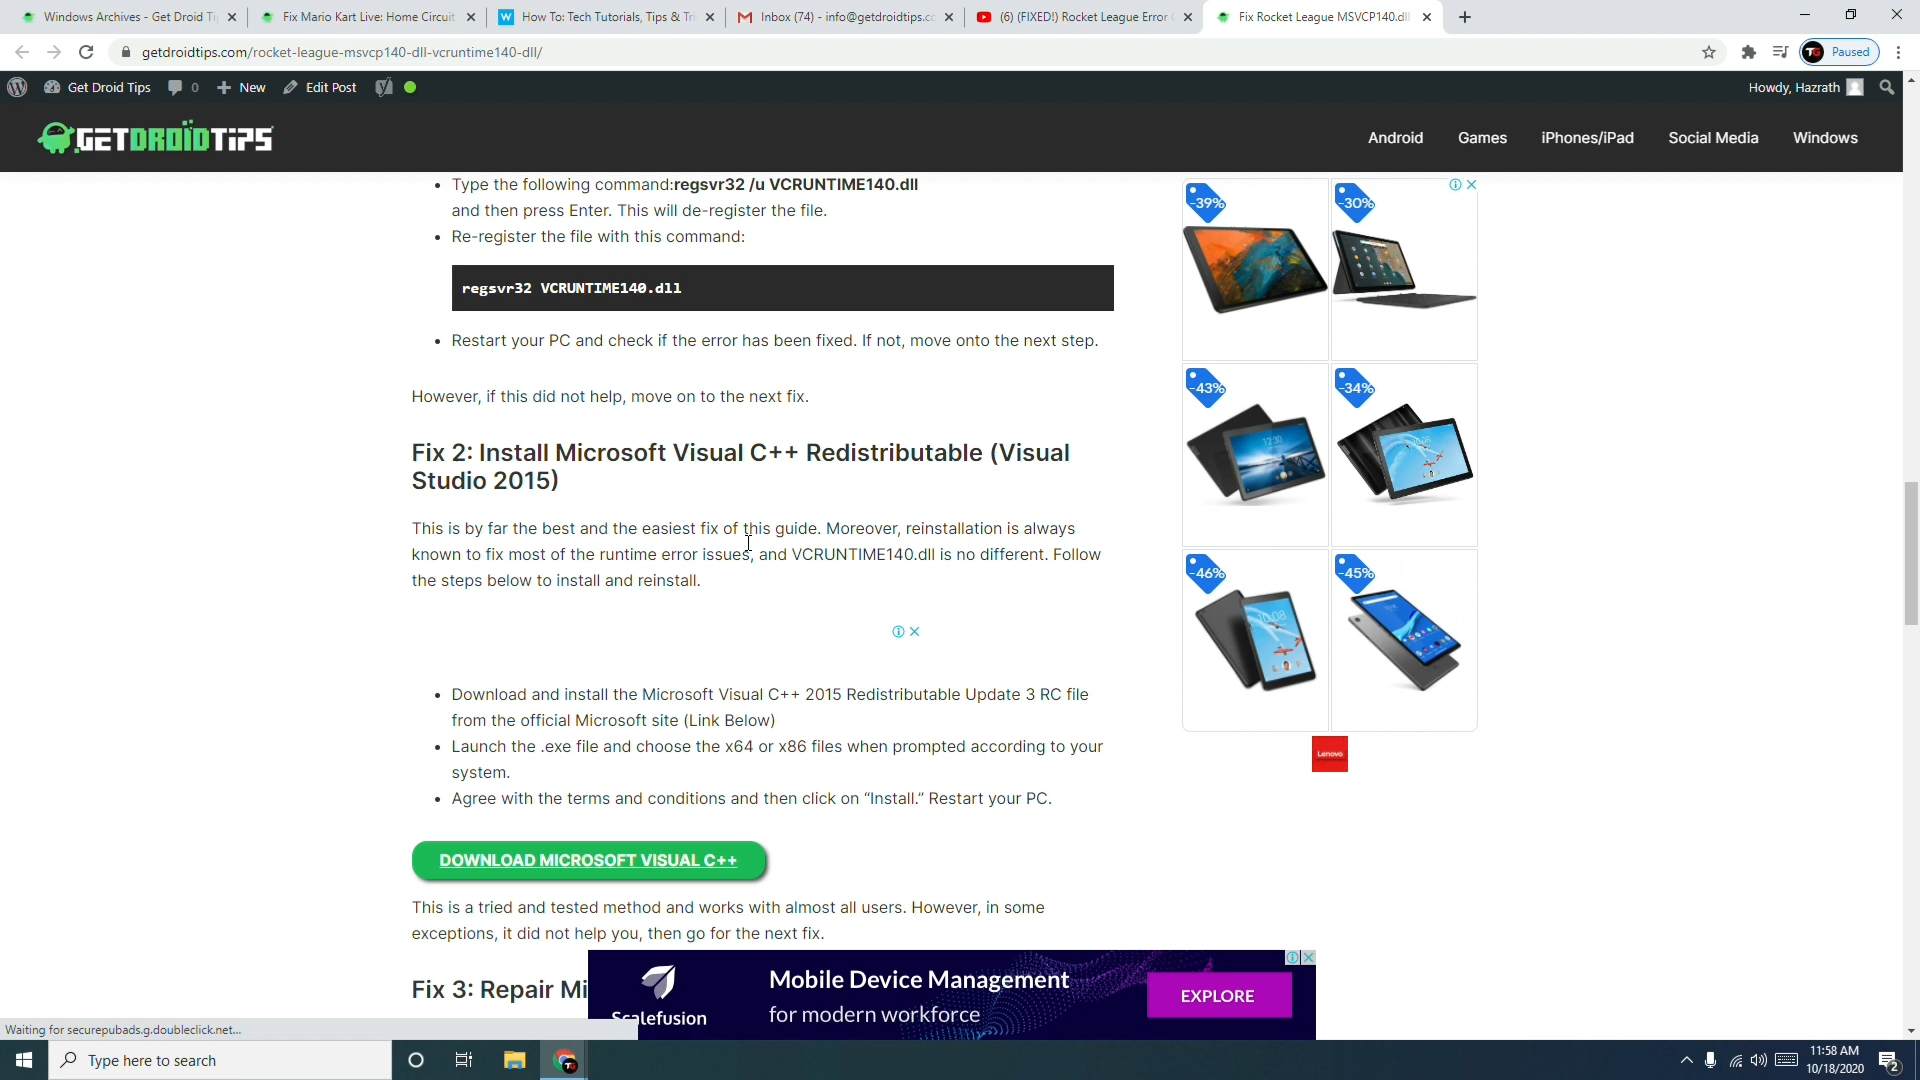 Windows Archives - Get Droid Ti
Fix Mario Kart Live: Home Circuit
How To: Tech Tutorials, Tips & Tri
Inbox (74) - info@getdroidtips.co
(6) (FIXED!) Rocket League Error
Fix Rocket League MSVCP140.dll
getdroidtips.com/rocket-league-msvcp140-dll-vcruntime140-dll/
Paused
Get Droid Tips
0
New
Edit Post
Howdy, Hazrath
GETDROIDTIPS
Android
Games
iPhones/iPad
Social Media
Windows
Type the following command:regsvr32 /u VCRUNTIME140.dll
and then press Enter. This will de-register the file.
Re-register the file with this command:
regsvr32 VCRUNTIME140.dll
Restart your PC and check if the error has been fixed. If not, move onto the next step.
However, if this did not help, move on to the next fix.
Fix 2: Install Microsoft Visual C++ Redistributable (Visual
Studio 2015)
This is by far the best and the easiest fix of this guide. Moreover, reinstallation is always
known to fix most of the runtime error issues, and VCRUNTIME140.dll is no different. Follow
the steps below to install and reinstall.
Download and install the Microsoft Visual C++ 2015 Redistributable Update 3 RC file
from the official Microsoft site (Link Below)
Launch the .exe file and choose the x64 or x86 files when prompted according to your
system.
Agree with the terms and conditions and then click on “Install.” Restart your PC.
DOWNLOAD MICROSOFT VISUAL C++
This is a tried and tested method and works with almost all users. However, in some
exceptions, it did not help you, then go for the next fix.
Fix 3: Repair Mi
-39%
-30%
-43%
-34%
-46%
-45%
Lenovo
Scalefusion
Mobile Device Management
for modern workforce
EXPLORE
Waiting for securepubads.g.doubleclick.net...
Type here to search
11:58 AM
10/18/2020
2